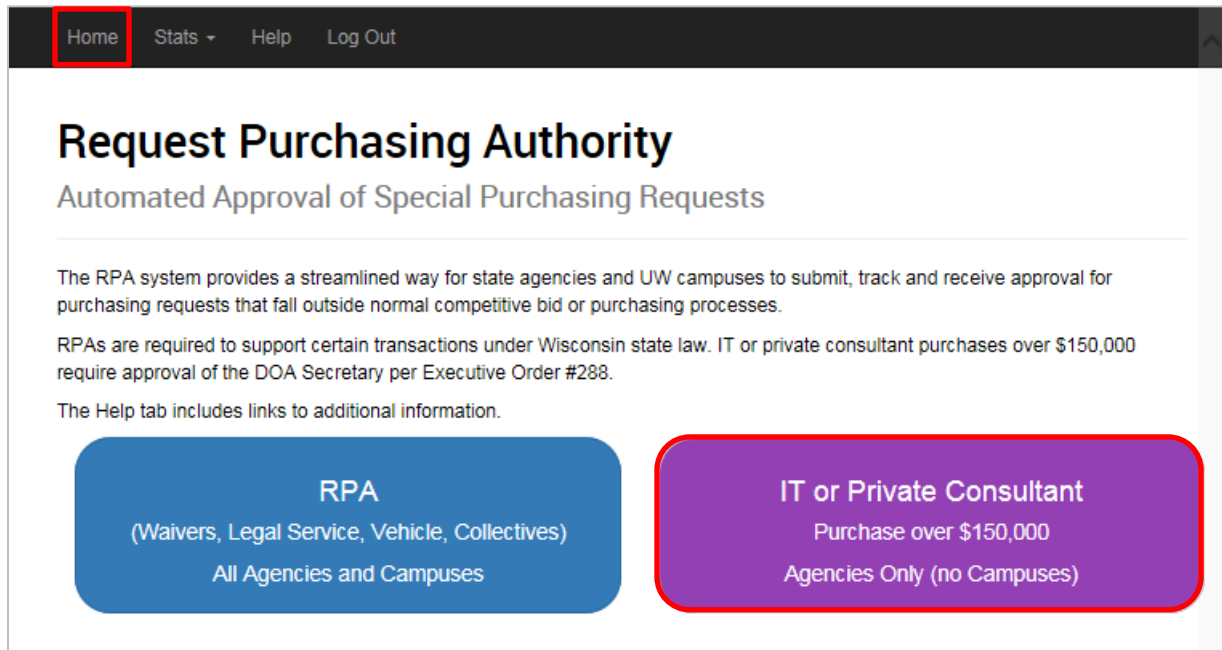 Home Stats Help Log Out
Request Purchasing Authority
Automated Approval of Special Purchasing Requests
The RPA system provides a streamlined way for state agencies and UW campuses to submit, track and receive approval for
purchasing requests that fall outside normal competitive bid or purchasing processes.
RPAs are required to support certain transactions under Wisconsin state law. IT or private consultant purchases over $150,000
require approval of the DOA Secretary per Executive Order #288.
The Help tab includes links to additional information.
RPA
(Waivers, Legal Service, Vehicle, Collectives)
All Agencies and Campuses
IT or Private Consultant
Purchase over $150,000
Agencies Only (no Campuses)